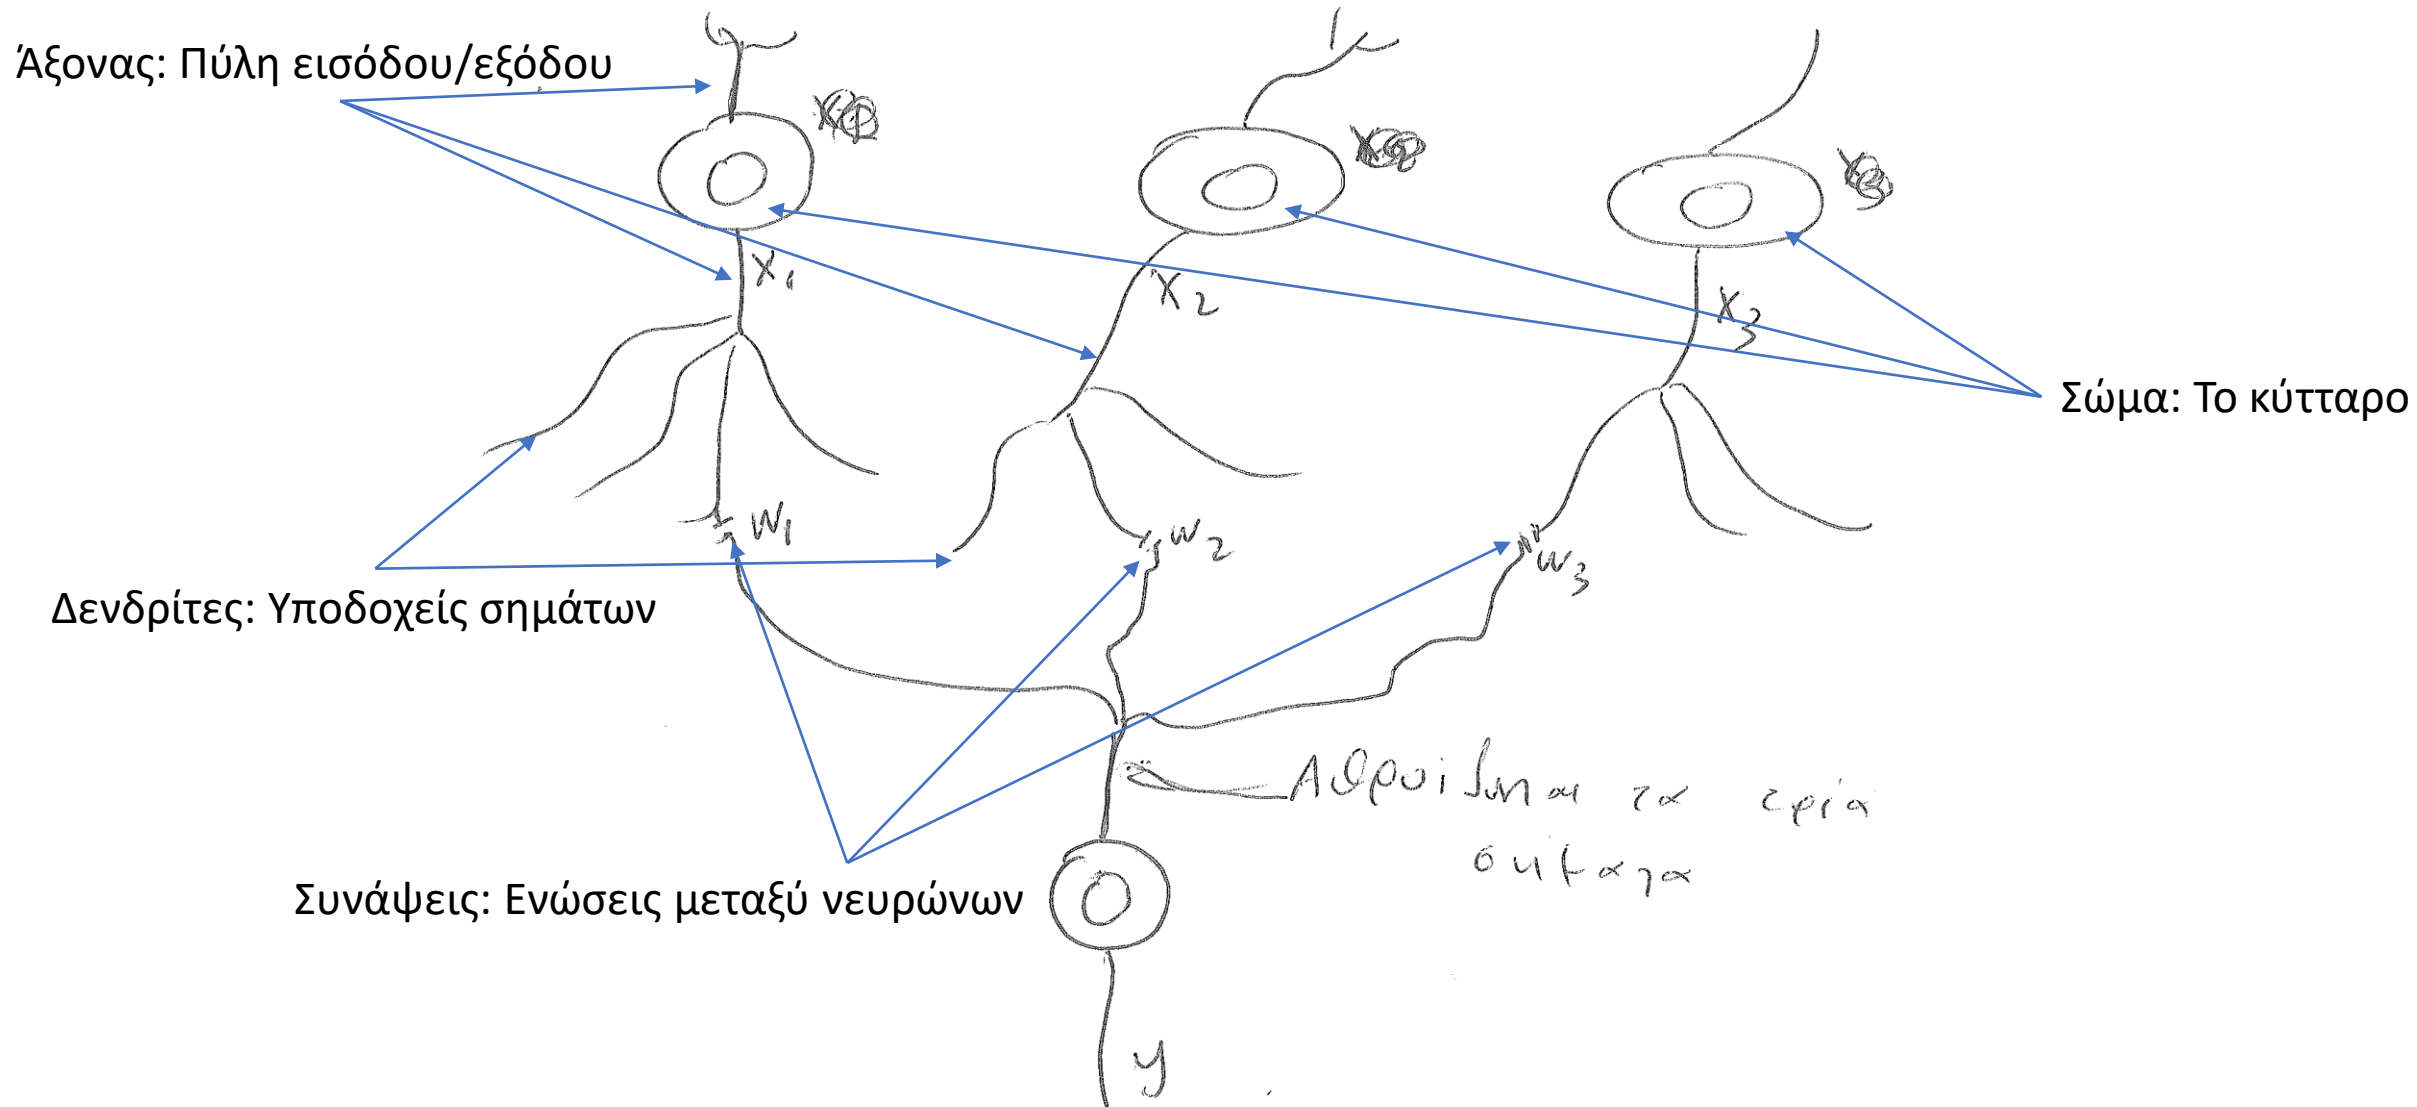 Άξονας: Πύλη εισόδου/εξόδου
x1
x2
x3
Σώμα: Το κύτταρο
w1
w2
w3
Δενδρίτες: Υποδοχείς σημάτων
Αθροίζονται τα τρία
σήματα
Συνάψεις: Ενώσεις μεταξύ νευρώνων
y